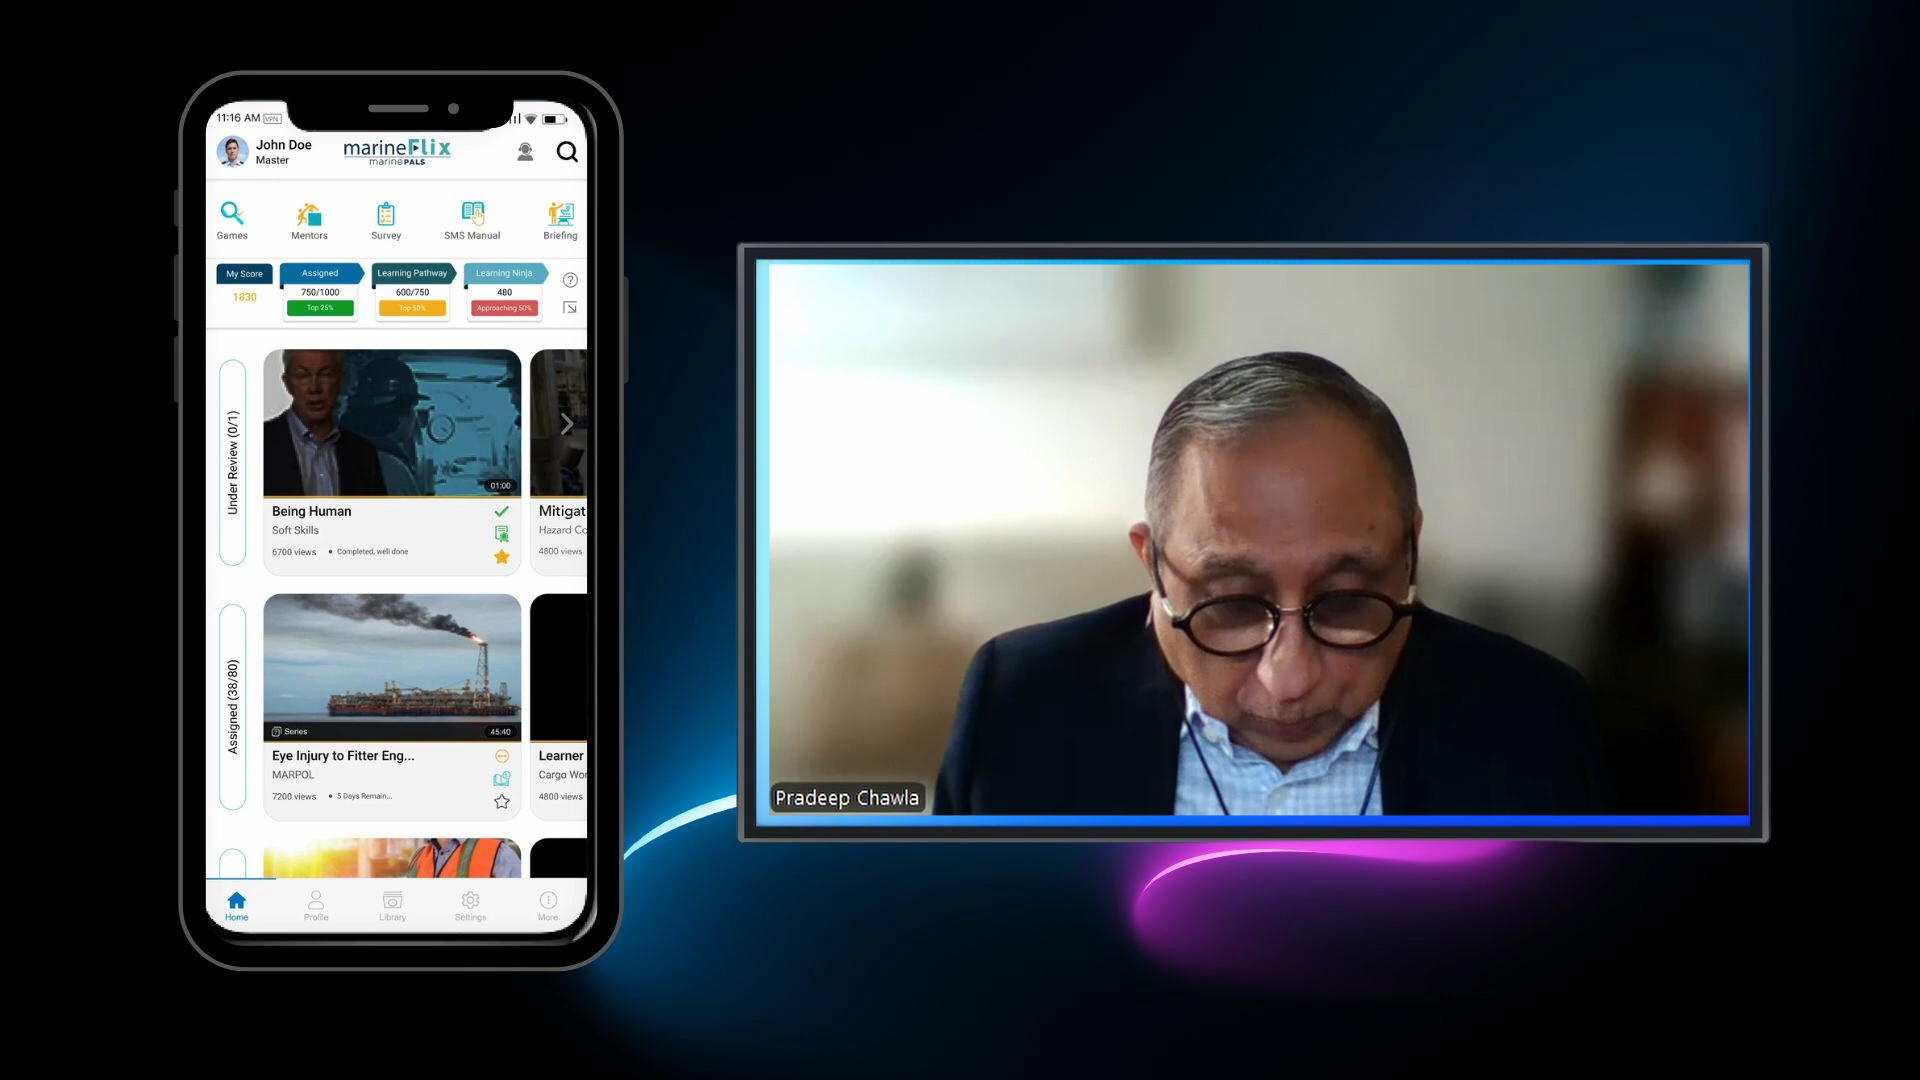 11:16 AM VPN
John Doe
Master
marineFlix
marinePALS
Games
Mentors
Survey
SMS Manual
Briefing
My Score
1830
Assigned
750/1000
Top 25%
Learning Pathway
600/750
Top 50%
Learning Ninja
480
Approaching 50%
?
Under Review (0/1)
01:00
Being Human
Soft Skills
6700 views • Completed, well done
Mitigat
Hazard Co
4800 views
Assigned (38/80)
Series
45:40
Eye Injury to Fitter Eng...
MARPOL
7200 views • 5 Days Remain...
Learner
Cargo Wor
4800 views
Home
Profile
Library
Settings
More
Pradeep Chawla